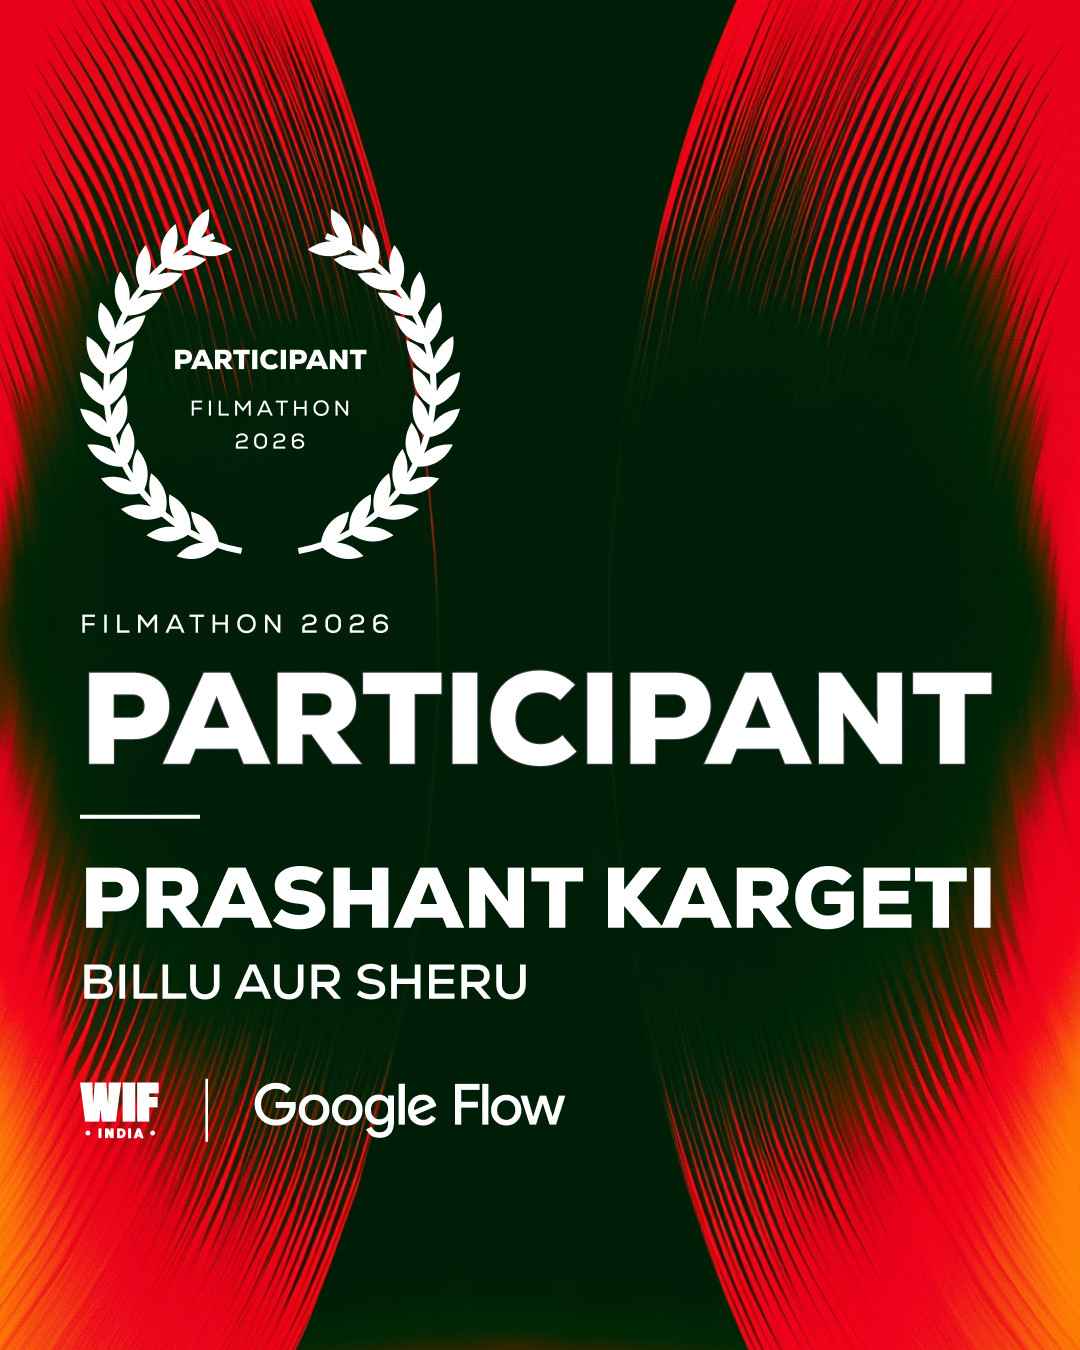 PARTICIPANT
FILMATHON
2026
FILMATHON 2026
PARTICIPANT
PRASHANT KARGETI
BILLU AUR SHERU
WIF
• INDIA •
Google Flow